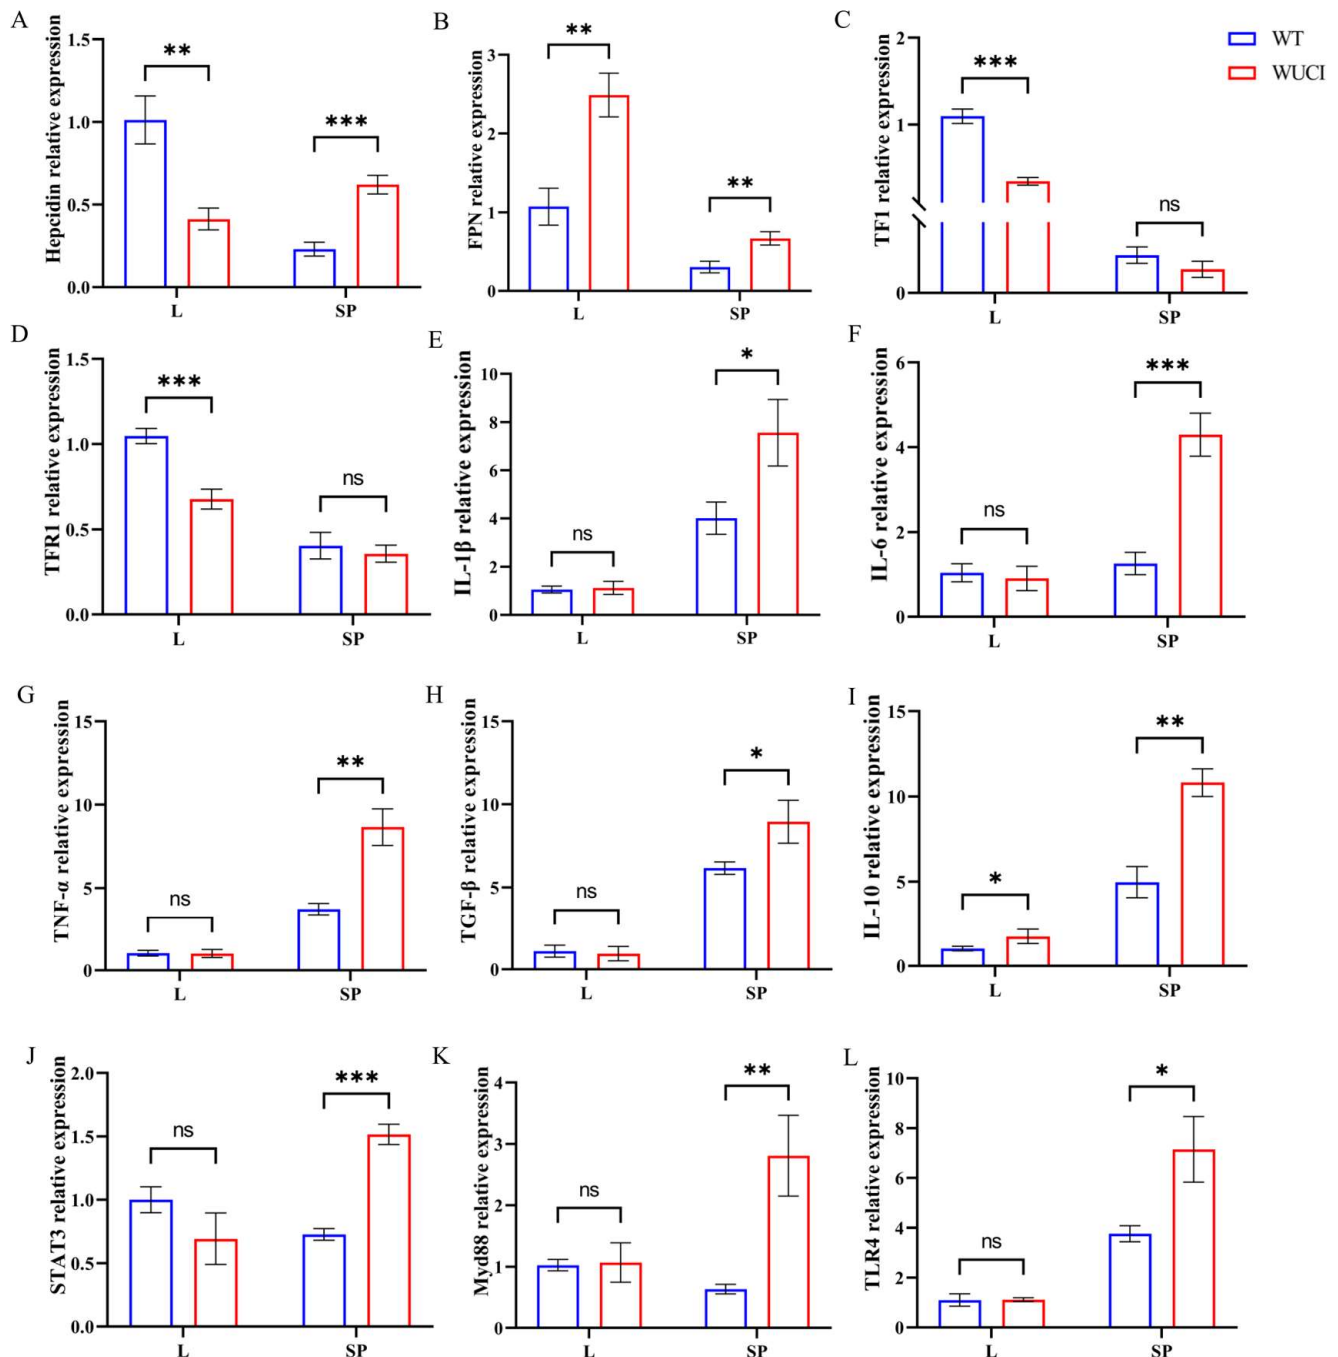 A
Hepcidin relative expression
1.5
1.0
0.5
0.0
**
***
L
SP
B
FPN relative expression
3
2
1
0
**
**
L
SP
C
TF1 relative expression
2
1
0
***
ns
L
SP
WT
WUCI
D
TFR1 relative expression
1.5
1.0
0.5
0.0
***
ns
L
SP
E
IL-1β relative expression
10
8
6
4
2
0
ns
*
L
SP
F
IL-6 relative expression
6
4
2
0
ns
***
L
SP
G
TNF-α relative expression
15
10
5
0
ns
**
L
SP
H
TGF-β relative expression
15
10
5
0
ns
*
L
SP
I
IL-10 relative expression
15
10
5
0
*
**
L
SP
J
STAT3 relative expression
2.0
1.5
1.0
0.5
0.0
ns
***
L
SP
K
Myd88 relative expression
4
3
2
1
0
ns
**
L
SP
L
TLR4 relative expression
10
8
6
4
2
0
ns
*
L
SP